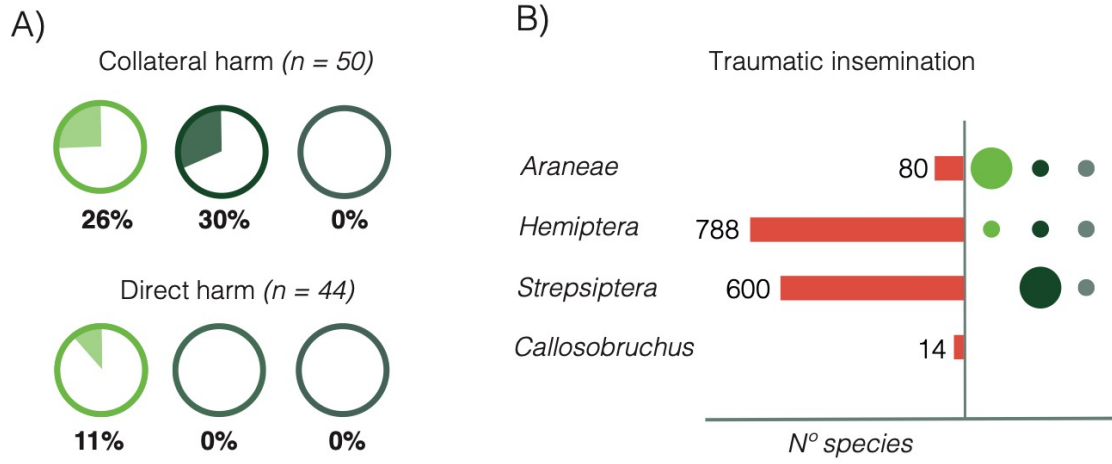 A)
Collateral harm (n = 50)
26% 30% 0%
Direct harm (n = 44)
11% 0% 0%
B)
Traumatic insemination
Araneae 80
Hemiptera 788
Strepsiptera 600
Callosobruchus 14
Nº species